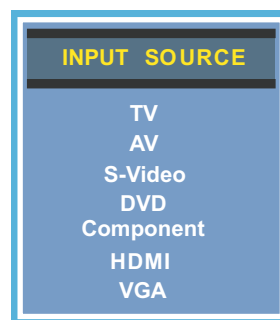 INPUT SOURCE
TV
AV
S-Video
DVD
Component
HDMI
VGA